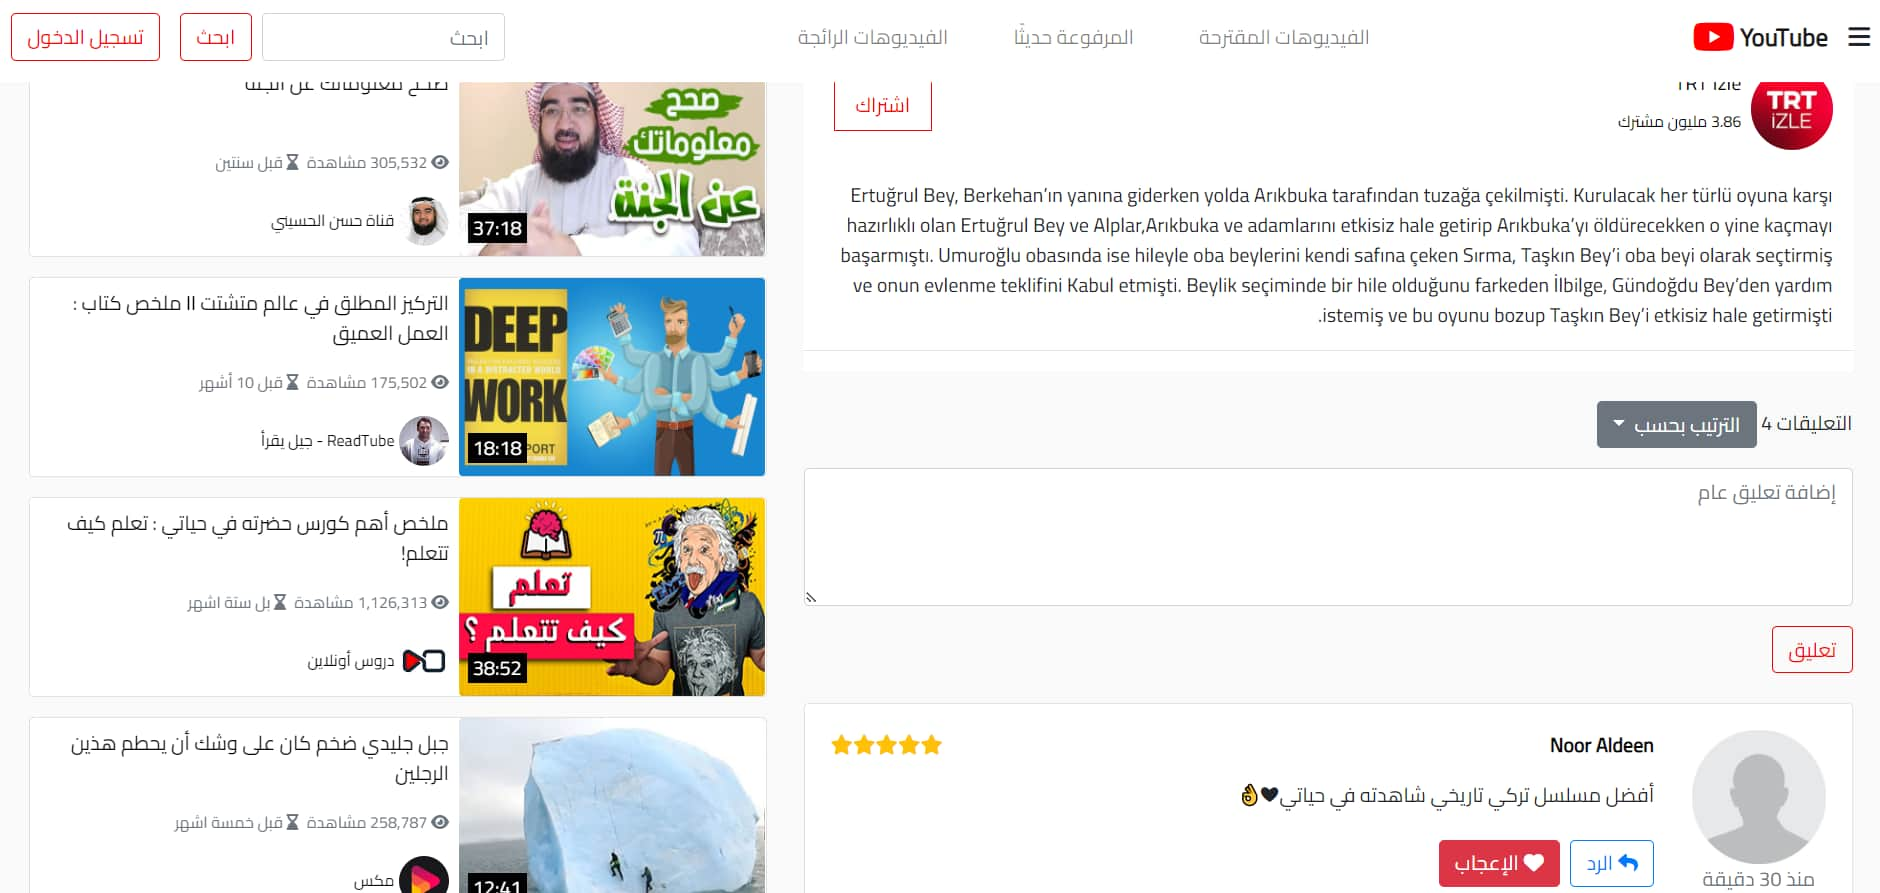 YouTube
الفيديوهات المقترحة
المرفوعة حديثًا
الفيديوهات الرائجة
ابحث
ابحث
تسجيل الدخول
TRT izle
3.86 مليون مشترك
TRT
iZLE
اشتراك
Ertuğrul Bey, Berkehan’ın yanına giderken yolda Arıkbuka tarafından tuzağa çekilmişti. Kurulacak her türlü oyuna karşı
hazırlıklı olan Ertuğrul Bey ve Alplar,Arıkbuka ve adamlarını etkisiz hale getirip Arıkbuka’yı öldürecekken o yine kaçmayı
başarmıştı. Umuroğlu obasında ise hileyle oba beylerini kendi safına çeken Sırma, Taşkın Bey’i oba beyi olarak seçtirmiş
ve onun evlenme teklifini Kabul etmişti. Beylik seçiminde bir hile olduğunu farkeden İlbilge, Gündoğdu Bey’den yardım
.istemiş ve bu oyunu bozup Taşkın Bey’i etkisiz hale getirmişti
التعليقات 4
الترتيب بحسب
إضافة تعليق عام
تعليق
Noor Aldeen
أفضل مسلسل تركي تاريخي شاهدته في حياتي🖤👌
الرد
الإعجاب
منذ 30 دقيقة
صحح معلوماتك عن الجنة
305,532 مشاهدة قبل سنتين
قناة حسن الحسيني
صحح
معلوماتك
عن الجنة
37:18
التركيز المطلق في عالم متشتت II ملخص كتاب :
العمل العميق
175,502 مشاهدة قبل 10 أشهر
ReadTube - جيل يقرأ
DEEP
IN A DISTRACTED WORLD
WORK
PORT
18:18
ملخص أهم كورس حضرته في حياتي : تعلم كيف
تتعلم!
1,126,313 مشاهدة بل ستة اشهر
دروس أونلاين
تعلم
كيف تتعلم ؟
38:52
جبل جليدي ضخم كان على وشك أن يحطم هذين
الرجلين
258,787 مشاهدة قبل خمسة اشهر
مكس
12:41